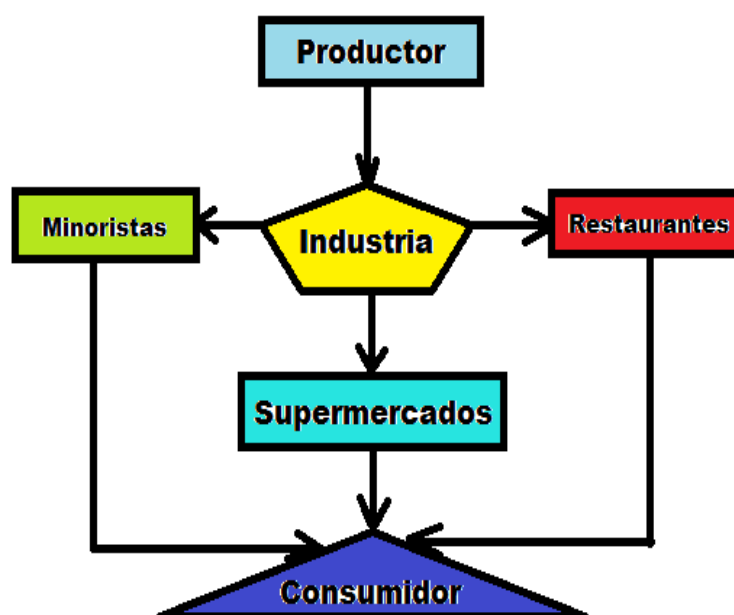 Productor
Minoristas
Industria
Restaurantes
Supermercados
Consumidor